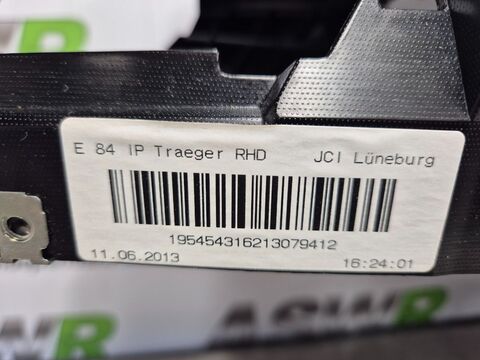 E 84 IP Traeger RHD JCI Lüneburg
195454316213079412
11.06.2013 16:24:01